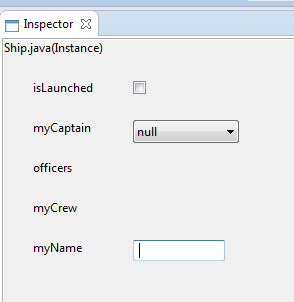 Inspector
Ship.java(Instance)
isLaunched
myCaptain null
officers
myCrew
myName